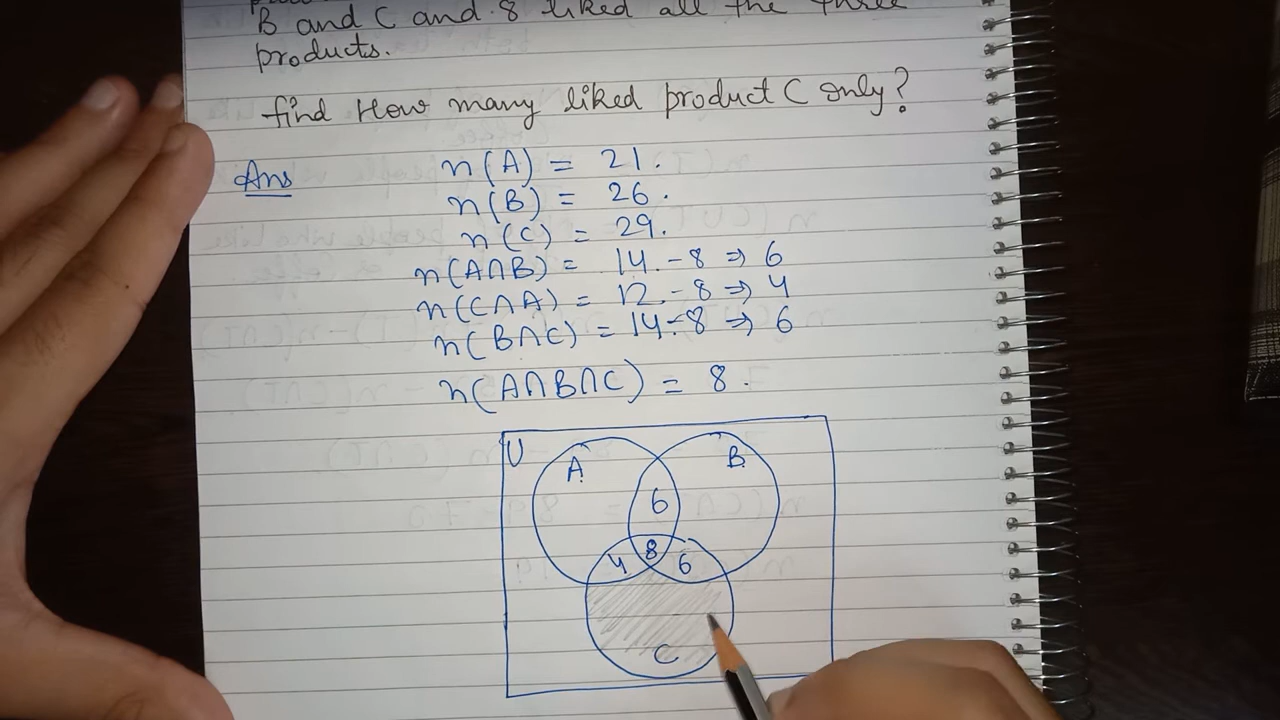 B and C and 8 liked all the three
products.
find How many liked product C only?
Ans
n(A) = 21.
n(B) = 26.
n(C) = 29.
n(A∩B) = 14 - 8 ⇒ 6
n(C∩A) = 12 - 8 ⇒ 4
n(B∩C) = 14 - 8 ⇒ 6
n(A∩B∩C) = 8.
U
A
B
6
4
8
6
C